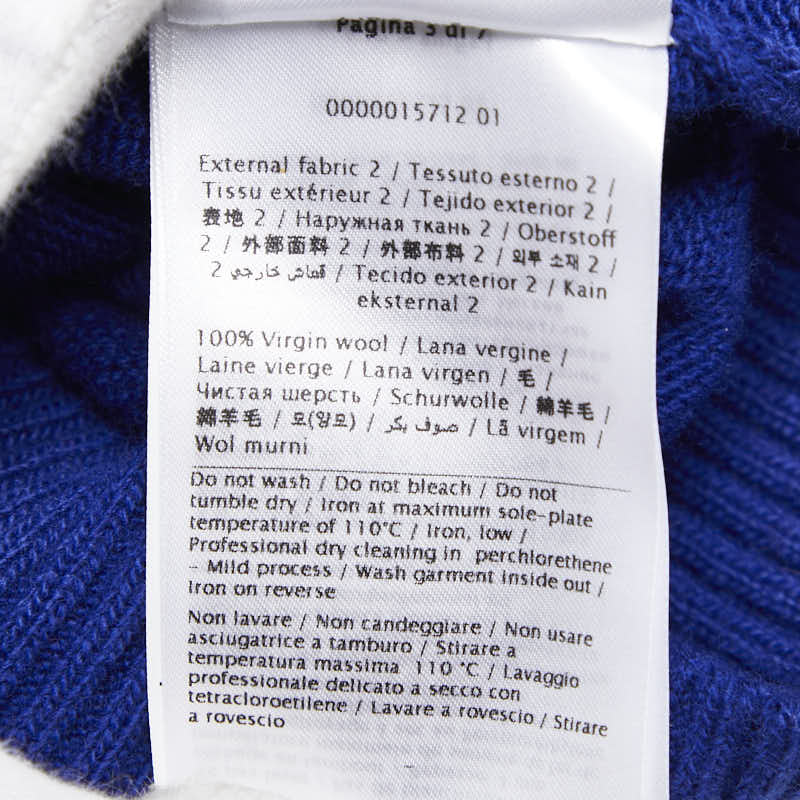 Pagina 3 di 7
0000015712 01
External fabric 2 / Tessuto esterno 2 /
Tissu extérieur 2 / Tejido exterior 2 /
表地 2 / Наружная ткань 2 / Oberstoff
2 / 外部面料 2 / 外部布料 2 / 외부 소재 2 /
قماش خارجي 2 / Tecido exterior 2 / Kain
eksternal 2
100% Virgin wool / Lana vergine /
Laine vierge / Lana virgen / 毛 /
Чистая шерсть / Schurwolle / 綿羊毛 /
綿羊毛 / 모(양모) / صوف بكر / Lã virgem /
Wol murni
Do not wash / Do not bleach / Do not
tumble dry / Iron at maximum sole-plate
temperature of 110°C / Iron, low /
Professional dry cleaning in perchlorethene
- Mild process / Wash garment inside out /
Iron on reverse
Non lavare / Non candeggiare / Non usare
asciugatrice a tamburo / Stirare a
temperatura massima 110 °C / Lavaggio
professionale delicato a secco con
tetracloroetilene / Lavare a rovescio / Stirare
a rovescio